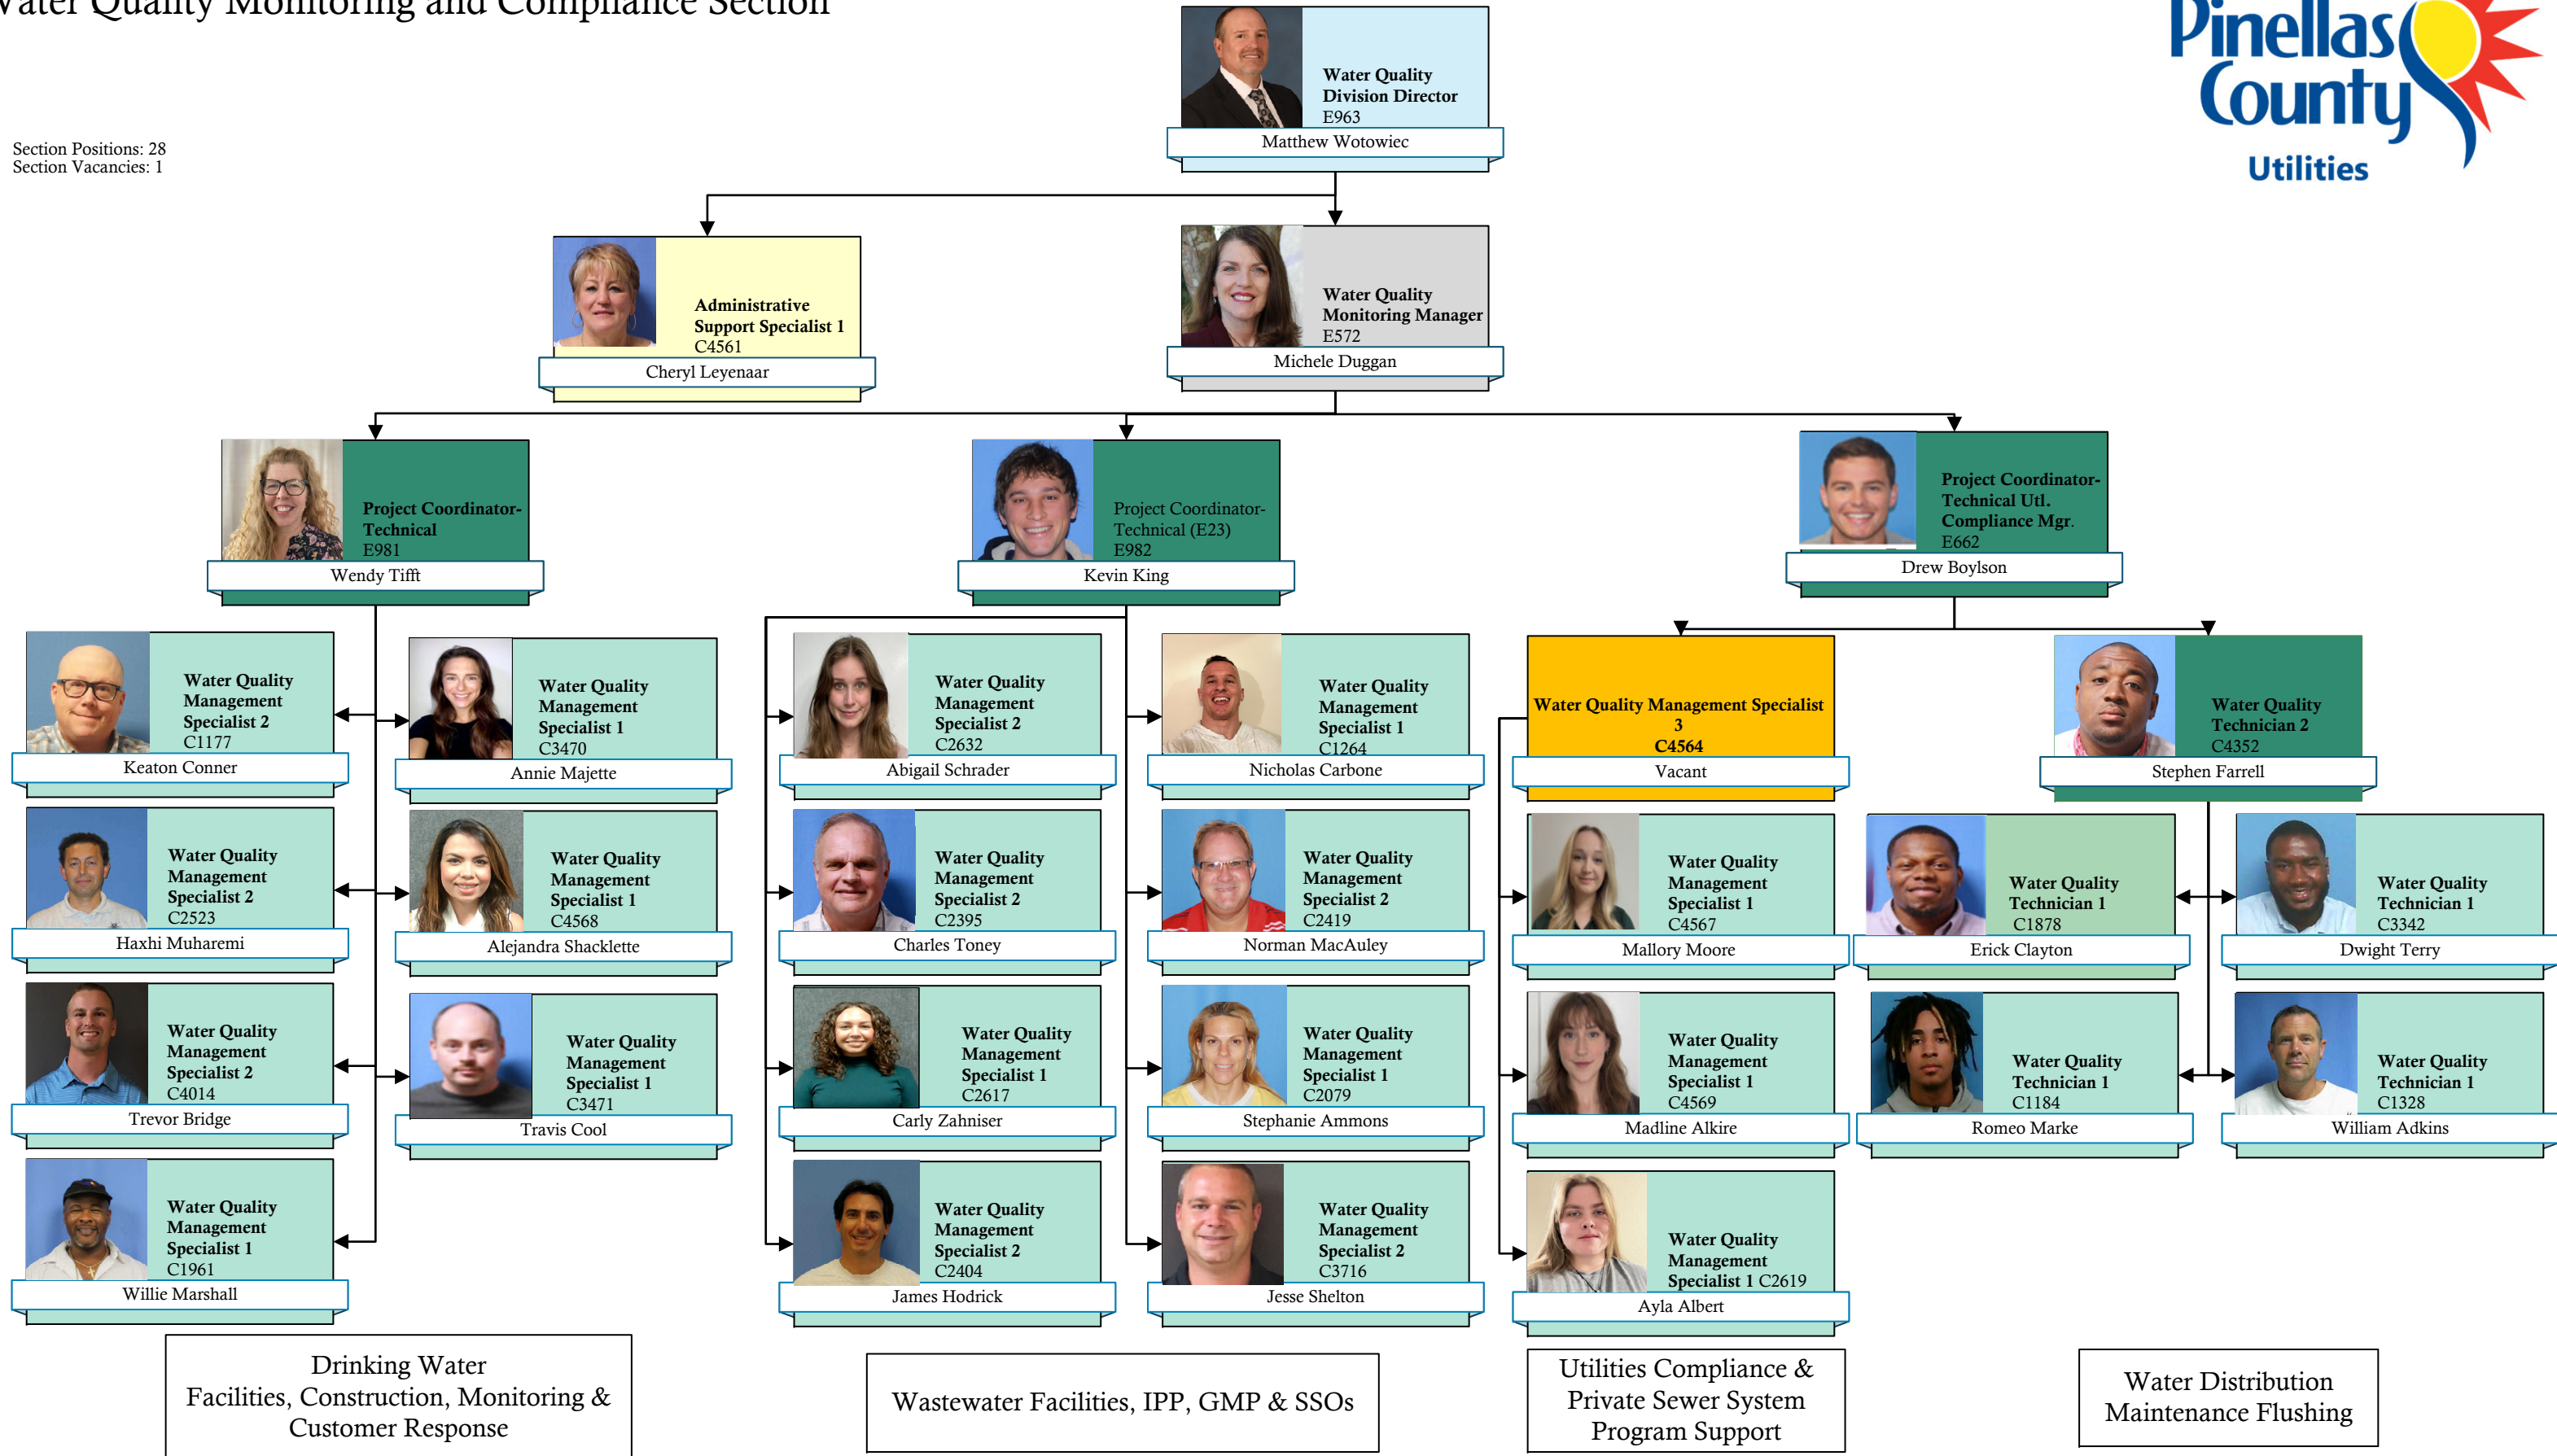 Water Quality Monitoring and Compliance Section
Pinellas
County
Utilities
Section Positions: 28
Section Vacancies: 1
Water Quality
Division Director
E963
Matthew Wotowiec
Administrative
Support Specialist 1
C4561
Cheryl Leyenaar
Water Quality
Monitoring Manager
E572
Michele Duggan
Project Coordinator-
Technical
E981
Wendy Tifft
Project Coordinator-
Technical (E23)
E982
Kevin King
Project Coordinator-
Technical Utl.
Compliance Mgr.
E662
Drew Boylson
Water Quality
Management
Specialist 2
C1177
Keaton Conner
Water Quality
Management
Specialist 1
C3470
Annie Majette
Water Quality
Management
Specialist 2
C2632
Abigail Schrader
Water Quality
Management
Specialist 1
C1264
Nicholas Carbone
Water Quality Management Specialist
3
C4564
Vacant
Water Quality
Technician 2
C4352
Stephen Farrell
Water Quality
Management
Specialist 2
C2523
Haxhi Muharemi
Water Quality
Management
Specialist 1
C4568
Alejandra Shacklette
Water Quality
Management
Specialist 2
C2395
Charles Toney
Water Quality
Management
Specialist 2
C2419
Norman MacAuley
Water Quality
Management
Specialist 1
C4567
Mallory Moore
Water Quality
Technician 1
C1878
Erick Clayton
Water Quality
Technician 1
C3342
Dwight Terry
Water Quality
Management
Specialist 2
C4014
Trevor Bridge
Water Quality
Management
Specialist 1
C3471
Travis Cool
Water Quality
Management
Specialist 1
C2617
Carly Zahniser
Water Quality
Management
Specialist 1
C2079
Stephanie Ammons
Water Quality
Management
Specialist 1
C4569
Madline Alkire
Water Quality
Technician 1
C1184
Romeo Marke
Water Quality
Technician 1
C1328
William Adkins
Water Quality
Management
Specialist 1
C1961
Willie Marshall
Water Quality
Management
Specialist 2
C2404
James Hodrick
Water Quality
Management
Specialist 2
C3716
Jesse Shelton
Water Quality
Management
Specialist 1 C2619
Ayla Albert
Drinking Water
Facilities, Construction, Monitoring &
Customer Response
Wastewater Facilities, IPP, GMP & SSOs
Utilities Compliance &
Private Sewer System
Program Support
Water Distribution
Maintenance Flushing